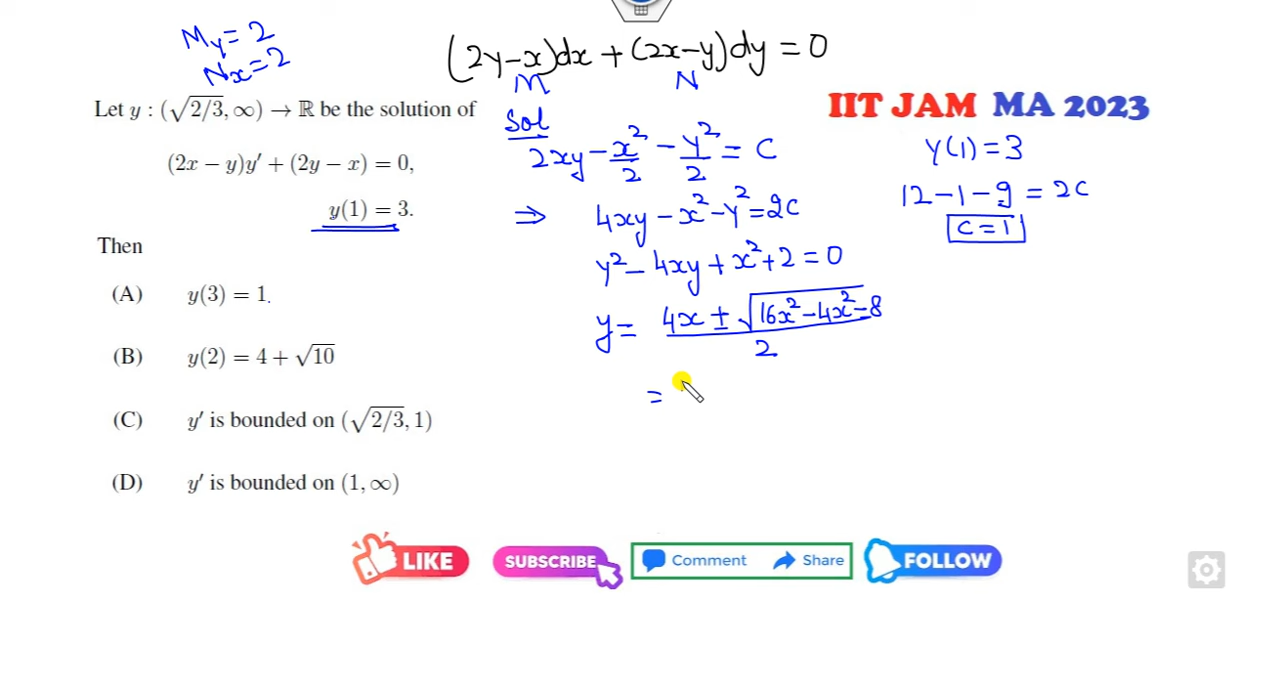 M_y = 2
N_x = 2
(2y-x)dx + (2x-y)dy = 0
M N
IIT JAM MA 2023
Let y : (√2/3, ∞) → ℝ be the solution of
(2x − y)y′ + (2y − x) = 0,
y(1) = 3.
Then
(A) y(3) = 1.
(B) y(2) = 4 + √10
(C) y′ is bounded on (√2/3, 1)
(D) y′ is bounded on (1, ∞)
Sol
2xy - x²/2 - y²/2 = C
⇒ 4xy - x² - y² = 2C
y² - 4xy + x² + 2 = 0
y = (4x ± √(16x² - 4x² - 8))/2
=
y(1) = 3
12 - 1 - 9 = 2C
C = 1
LIKE
SUBSCRIBE
Comment Share
FOLLOW